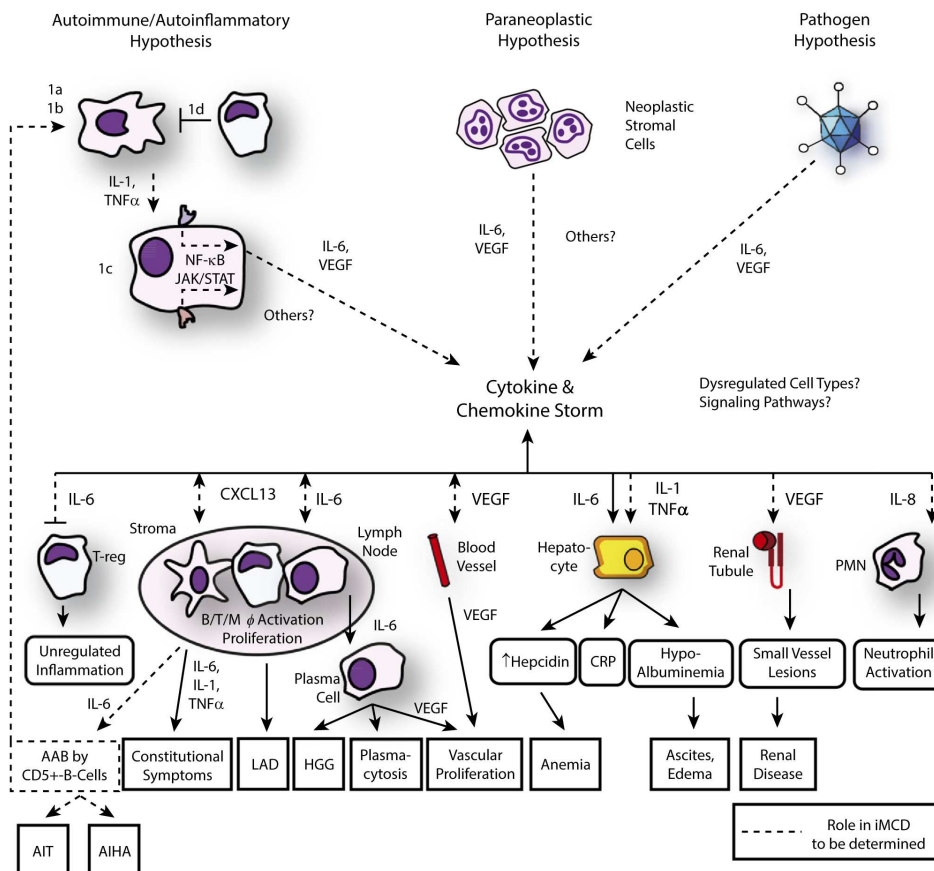 Autoimmune/Autoinflammatory
Hypothesis
Paraneoplastic
Hypothesis
Pathogen
Hypothesis
1a
1b
1d
Neoplastic
Stromal
Cells
IL-1,
TNFα
1c
NF-κB
JAK/STAT
IL-6,
VEGF
Others?
IL-6,
VEGF
Others?
IL-6,
VEGF
Cytokine &
Chemokine Storm
Dysregulated Cell Types?
Signaling Pathways?
IL-6
CXCL13
IL-6
VEGF
IL-6
IL-1
TNFα
VEGF
IL-8
T-reg
Stroma
Lymph
Node
B/T/M ϕ Activation
Proliferation
Blood
Vessel
Hepato-
cyte
Renal
Tubule
PMN
Unregulated
Inflammation
IL-6
IL-6,
IL-1,
TNFα
IL-6
Plasma
Cell
VEGF
VEGF
↑Hepcidin
CRP
Hypo-
Albuminemia
Small Vessel
Lesions
Neutrophil
Activation
AAB by
CD5+-B-Cells
Constitutional
Symptoms
LAD
HGG
Plasma-
cytosis
Vascular
Proliferation
Anemia
Ascites,
Edema
Renal
Disease
AIT
AIHA
Role in iMCD
to be determined